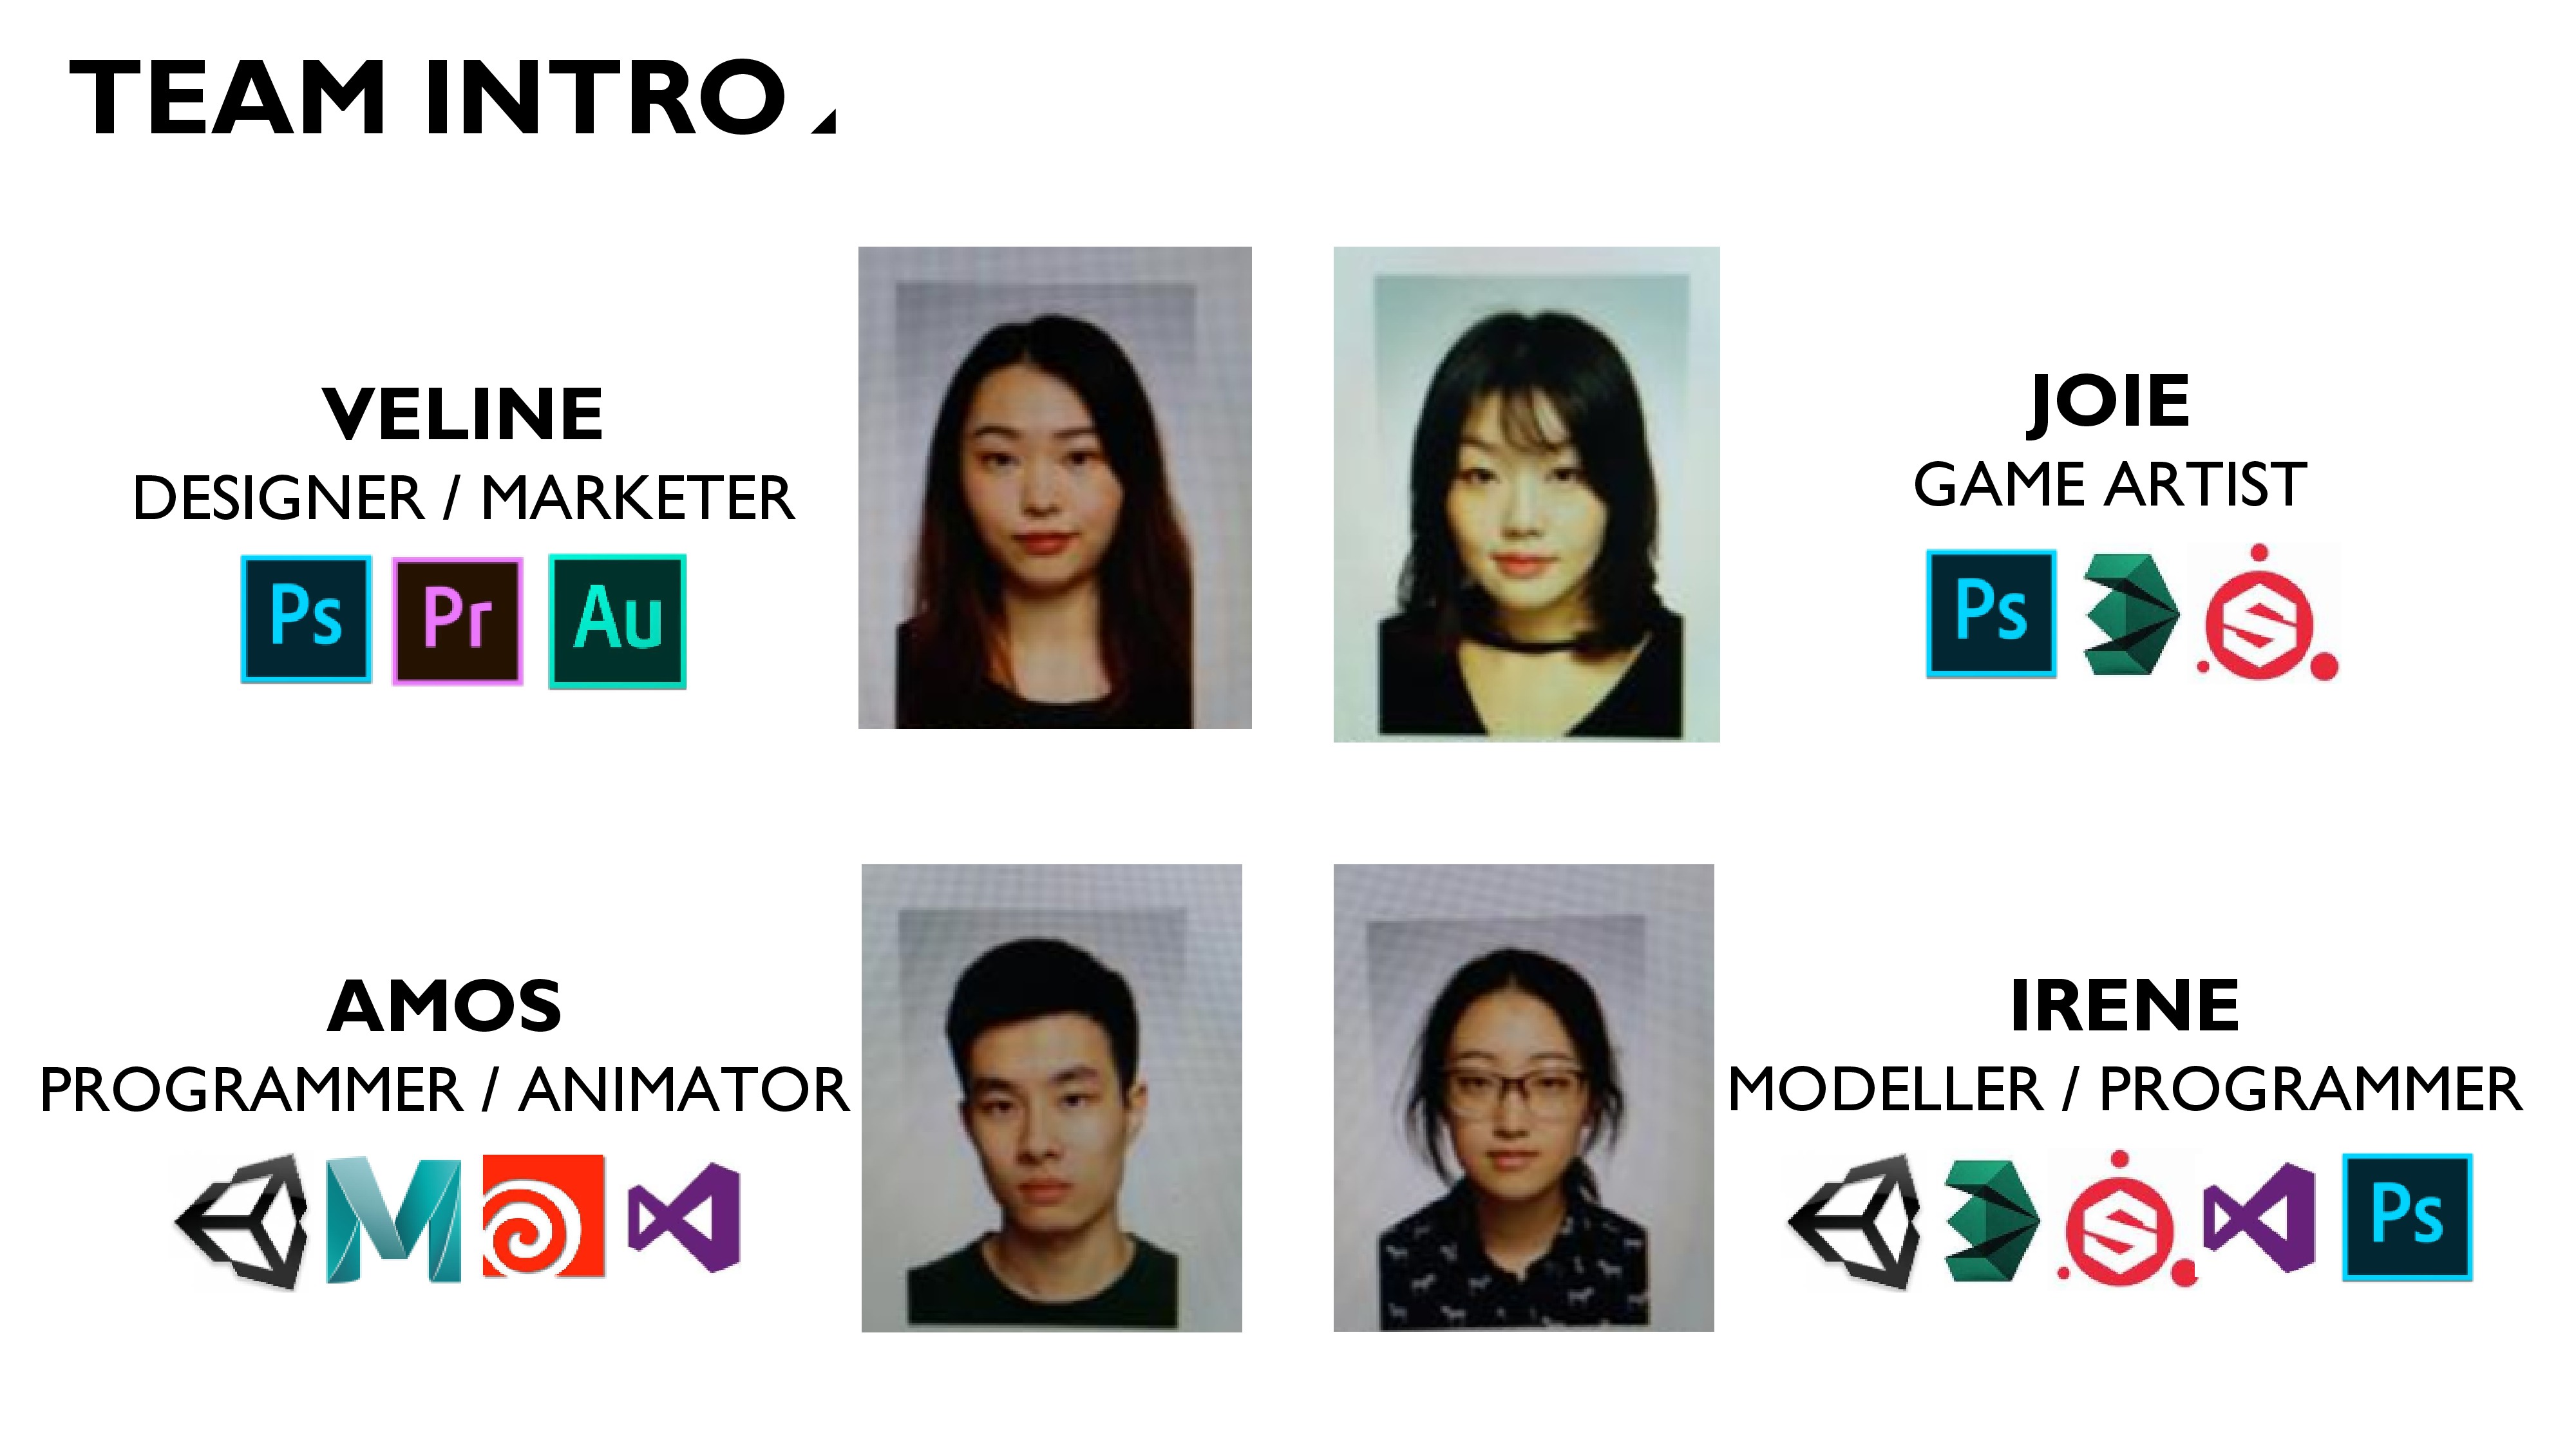 TEAM INTRO
VELINE
DESIGNER / MARKETER
Ps Pr Au
JOIE
GAME ARTIST
Ps
AMOS
PROGRAMMER / ANIMATOR
IRENE
MODELLER / PROGRAMMER
Ps